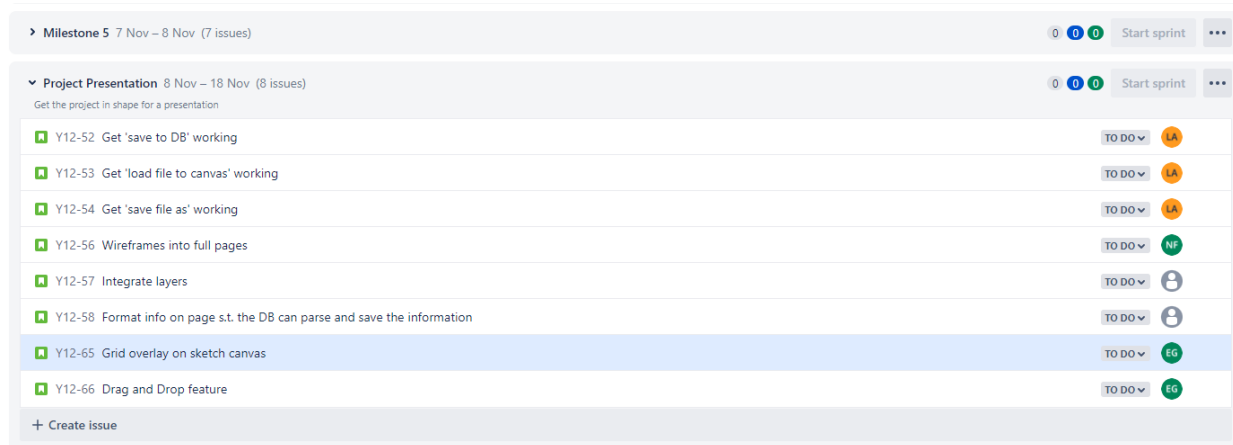 Milestone 5 7 Nov – 8 Nov (7 issues) 0 0 0 Start sprint •••
Project Presentation 8 Nov – 18 Nov (8 issues) 0 0 0 Start sprint •••
Get the project in shape for a presentation
Y12-52 Get 'save to DB' working TO DO LA
Y12-53 Get 'load file to canvas' working TO DO LA
Y12-54 Get 'save file as' working TO DO LA
Y12-56 Wireframes into full pages TO DO NF
Y12-57 Integrate layers TO DO
Y12-58 Format info on page s.t. the DB can parse and save the information TO DO
Y12-65 Grid overlay on sketch canvas TO DO EG
Y12-66 Drag and Drop feature TO DO EG
+ Create issue